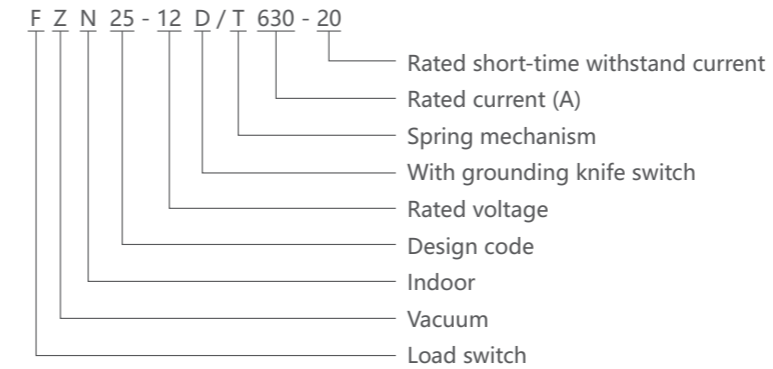 F Z N 25 - 12 D / T 630 - 20
Rated short-time withstand current
Rated current (A)
Spring mechanism
With grounding knife switch
Rated voltage
Design code
Indoor
Vacuum
Load switch